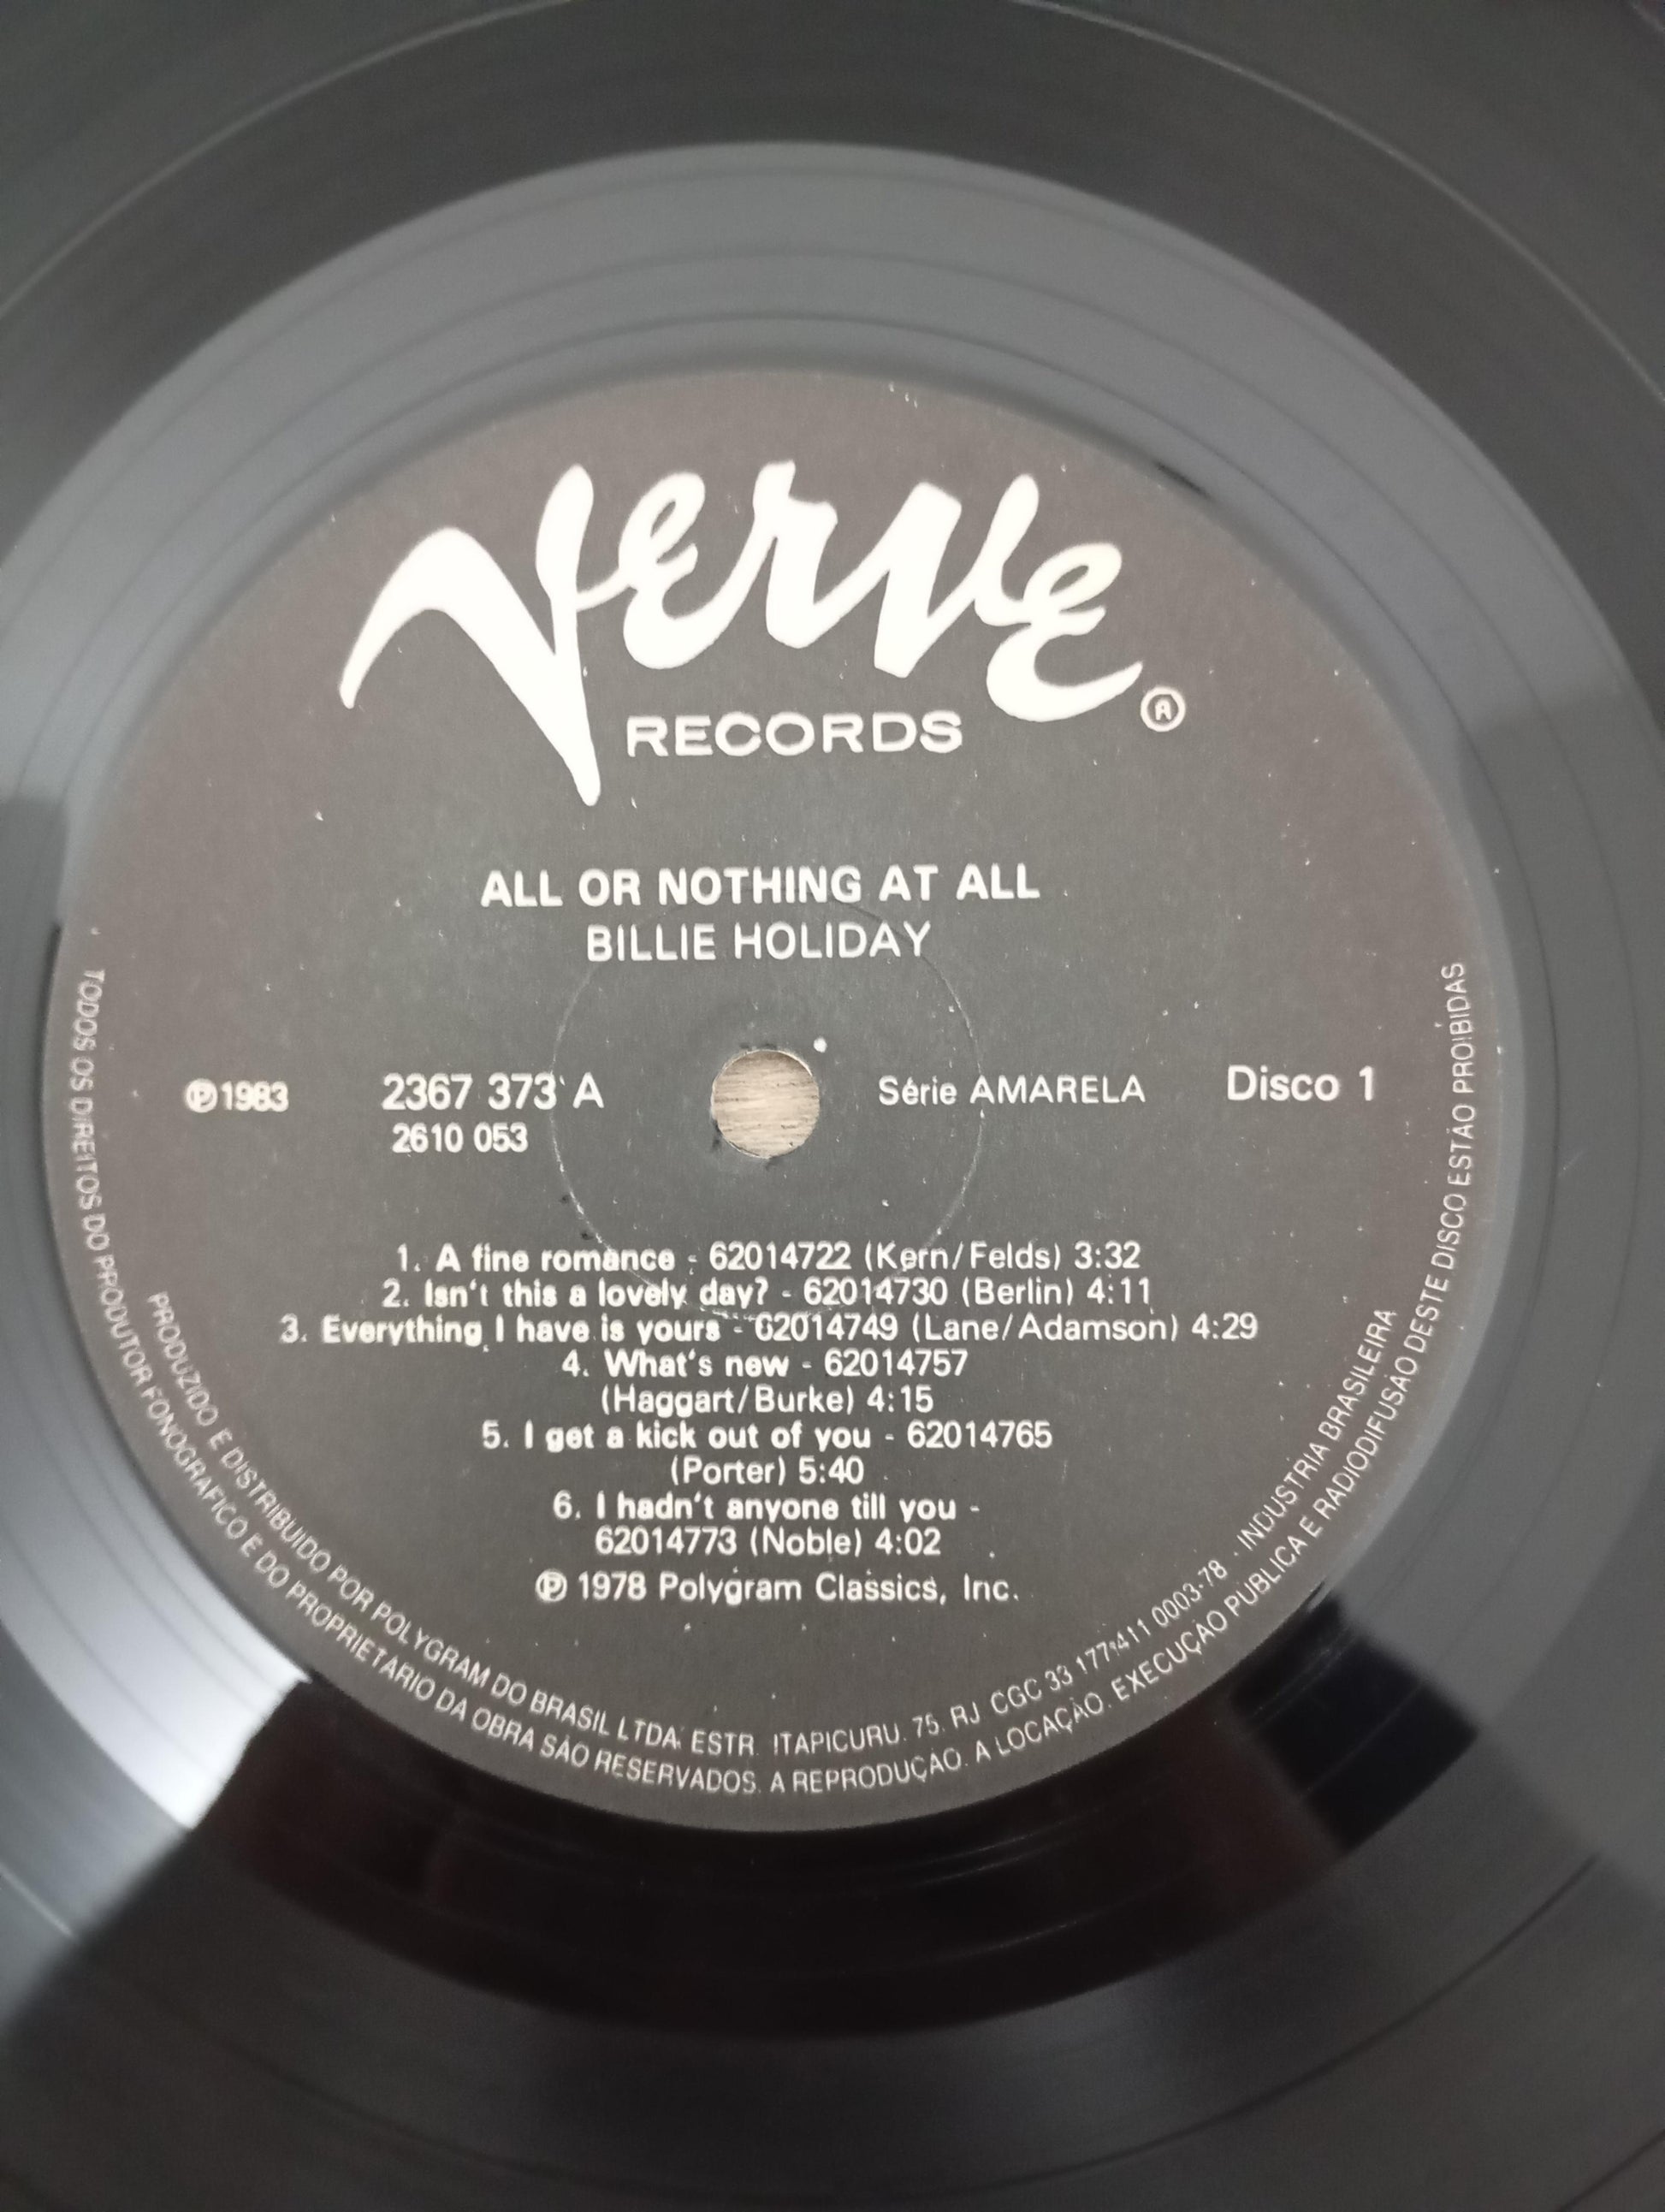 Verve
RECORDS ®
ALL OR NOTHING AT ALL
BILLIE HOLIDAY
℗1983 2367 373 A Série AMARELA Disco 1
2610 053
1. A fine romance - 62014722 (Kern/Felds) 3:32
2. Isn't this a lovely day? - 62014730 (Berlin) 4:11
3. Everything I have is yours - 62014749 (Lane/Adamson) 4:29
4. What's new - 62014757
(Haggart/Burke) 4:15
5. I get a kick out of you - 62014765
(Porter) 5:40
6. I hadn't anyone till you -
62014773 (Noble) 4:02
℗ 1978 Polygram Classics, Inc.
PRODUZIDO E DISTRIBUIDO POR POLYGRAM DO BRASIL LTDA. ESTR. ITAPICURU. 75. RJ CGC 33 177.411 0003-78 . INDUSTRIA BRASILEIRA
TODOS OS DIREITOS DO PRODUTOR FONOGRAFICO E DO PROPRIETARIO DA OBRA SÃO RESERVADOS. A REPRODUÇÃO. A LOCAÇÃO. EXECUÇÃO PUBLICA E RADIODIFUSÃO DESTE DISCO ESTÃO PROIBIDAS